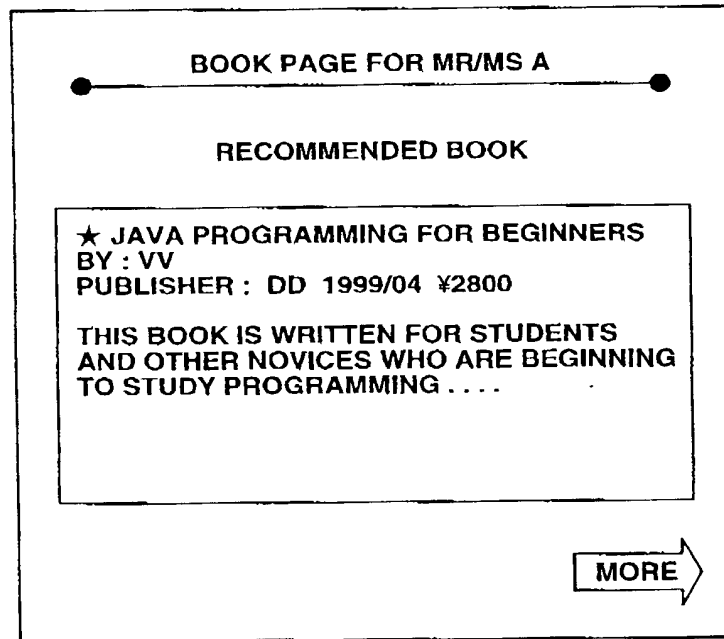 BOOK PAGE FOR MR/MS A
RECOMMENDED BOOK
★ JAVA PROGRAMMING FOR BEGINNERS
BY : VV
PUBLISHER : DD 1999/04 ¥2800
THIS BOOK IS WRITTEN FOR STUDENTS
AND OTHER NOVICES WHO ARE BEGINNING
TO STUDY PROGRAMMING . . . .
MORE